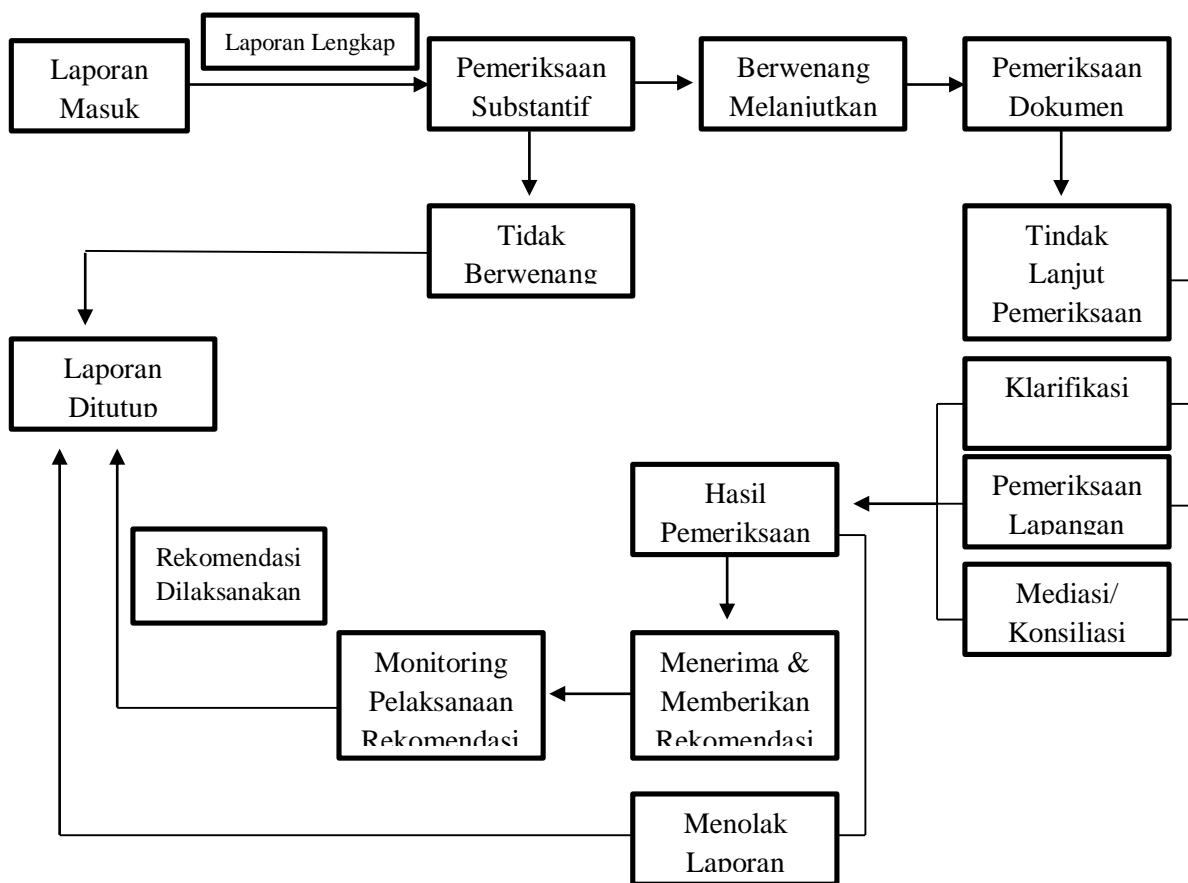 Laporan
Masuk
Laporan Lengkap
Pemeriksaan
Substantif
Berwenang
Melanjutkan
Pemeriksaan
Dokumen
Tidak
Berwenang
Tindak
Lanjut
Pemeriksaan
Laporan
Ditutup
Klarifikasi
Pemeriksaan
Lapangan
Mediasi/
Konsiliasi
Hasil
Pemeriksaan
Rekomendasi
Dilaksanakan
Monitoring
Pelaksanaan
Rekomendasi
Menerima &
Memberikan
Rekomendasi
Menolak
Laporan